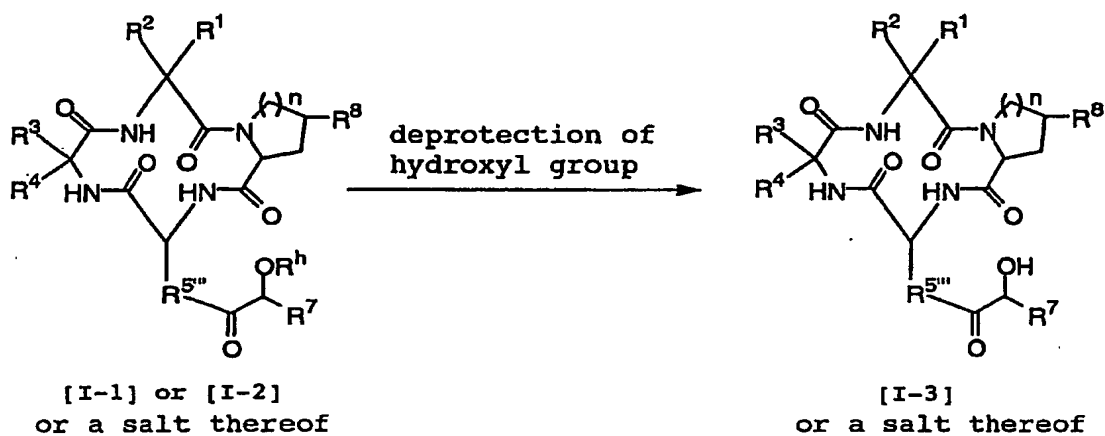 R² R¹
O NH O N ( )n R⁸
R³ R⁴ HN O HN O
R⁵''' ORʰ R⁷ O
[I-1] or [I-2]
or a salt thereof
deprotection of
hydroxyl group
R² R¹
O NH O N ( )n R⁸
R³ R⁴ HN O HN O
R⁵''' OH R⁷ O
[I-3]
or a salt thereof